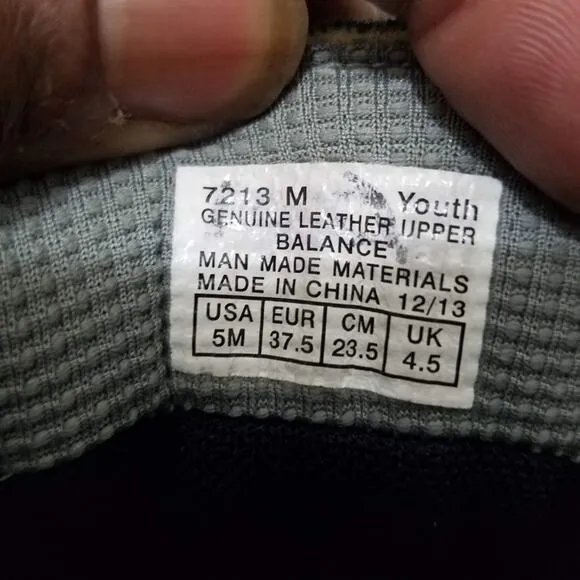 7213 M Youth
GENUINE LEATHER UPPER
BALANCE
MAN MADE MATERIALS
MADE IN CHINA 12/13
USA EUR CM UK
5M 37.5 23.5 4.5